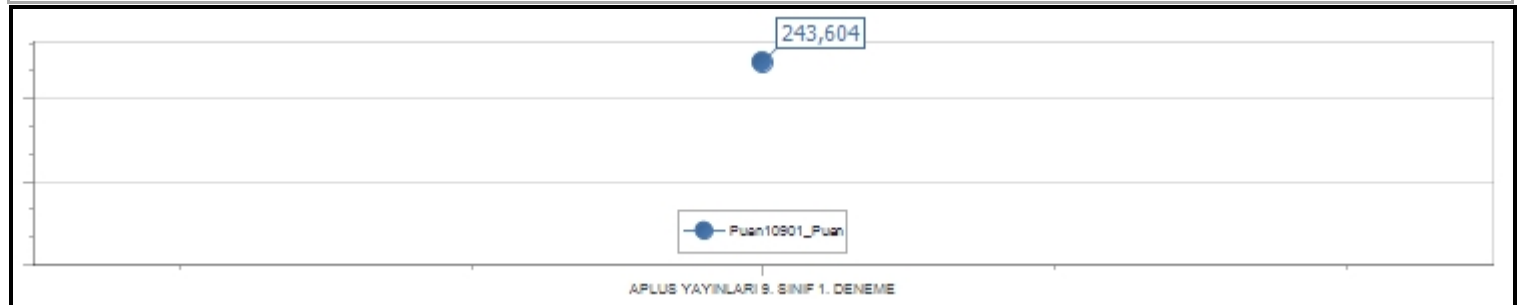 243,604
Puan10901_Puan
APLUS YAYINLARI 9. SINIF 1. DENEME